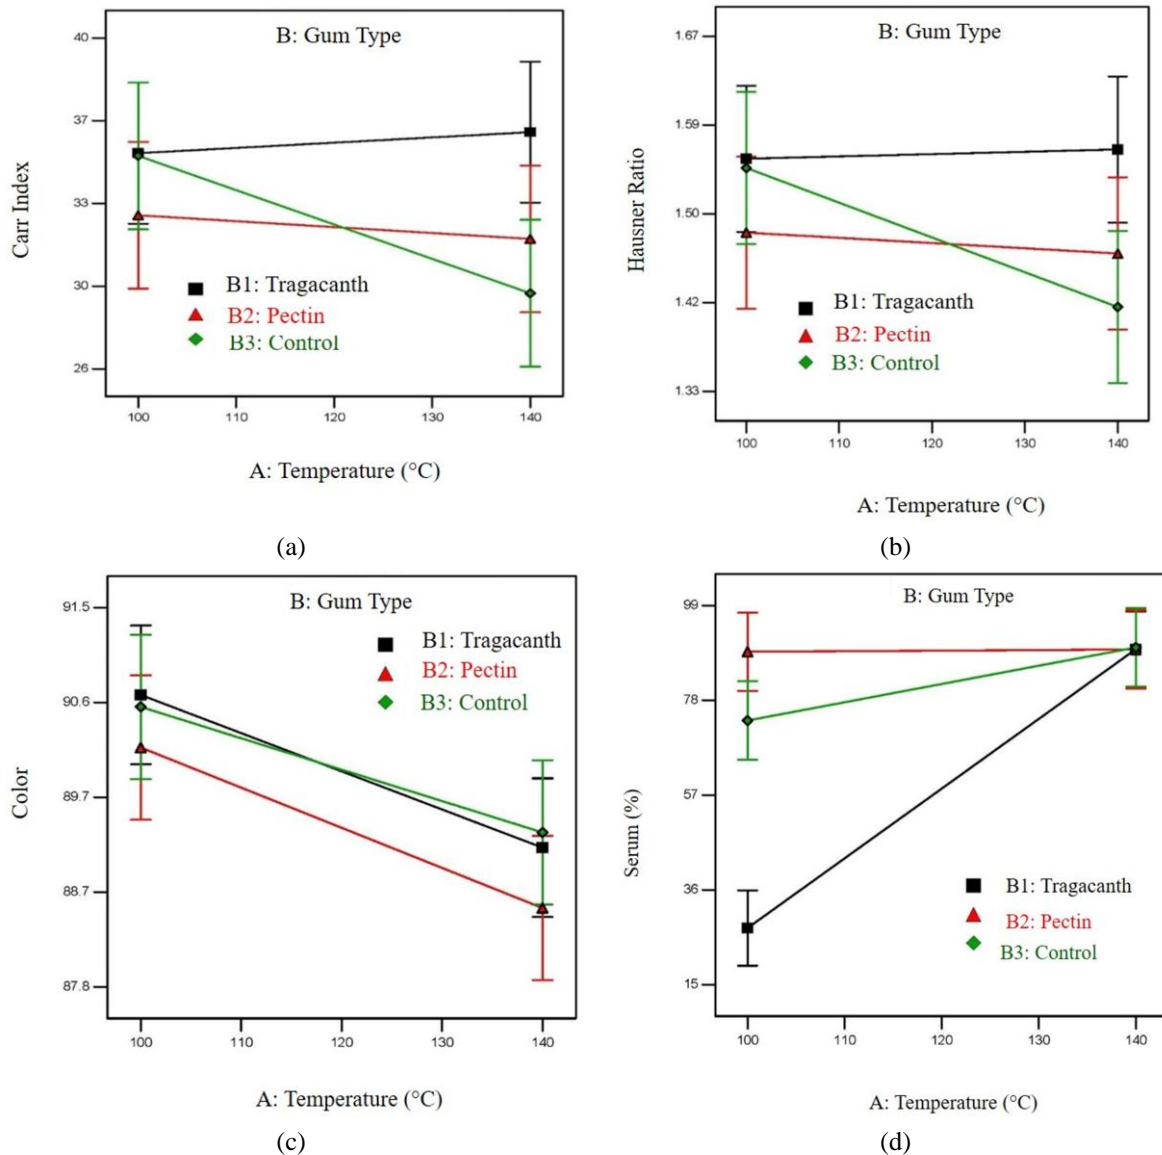 B: Gum Type
40
37
33
30
26
Carr Index
B1: Tragacanth
B2: Pectin
B3: Control
100 110 120 130 140
A: Temperature (°C)
(a)
B: Gum Type
1.67
1.59
1.50
1.42
1.33
Hausner Ratio
B1: Tragacanth
B2: Pectin
B3: Control
100 110 120 130 140
A: Temperature (°C)
(b)
B: Gum Type
91.5
90.6
89.7
88.7
87.8
Color
B1: Tragacanth
B2: Pectin
B3: Control
100 110 120 130 140
A: Temperature (°C)
(c)
B: Gum Type
99
78
57
36
15
Serum (%)
B1: Tragacanth
B2: Pectin
B3: Control
100 110 120 130 140
A: Temperature (°C)
(d)